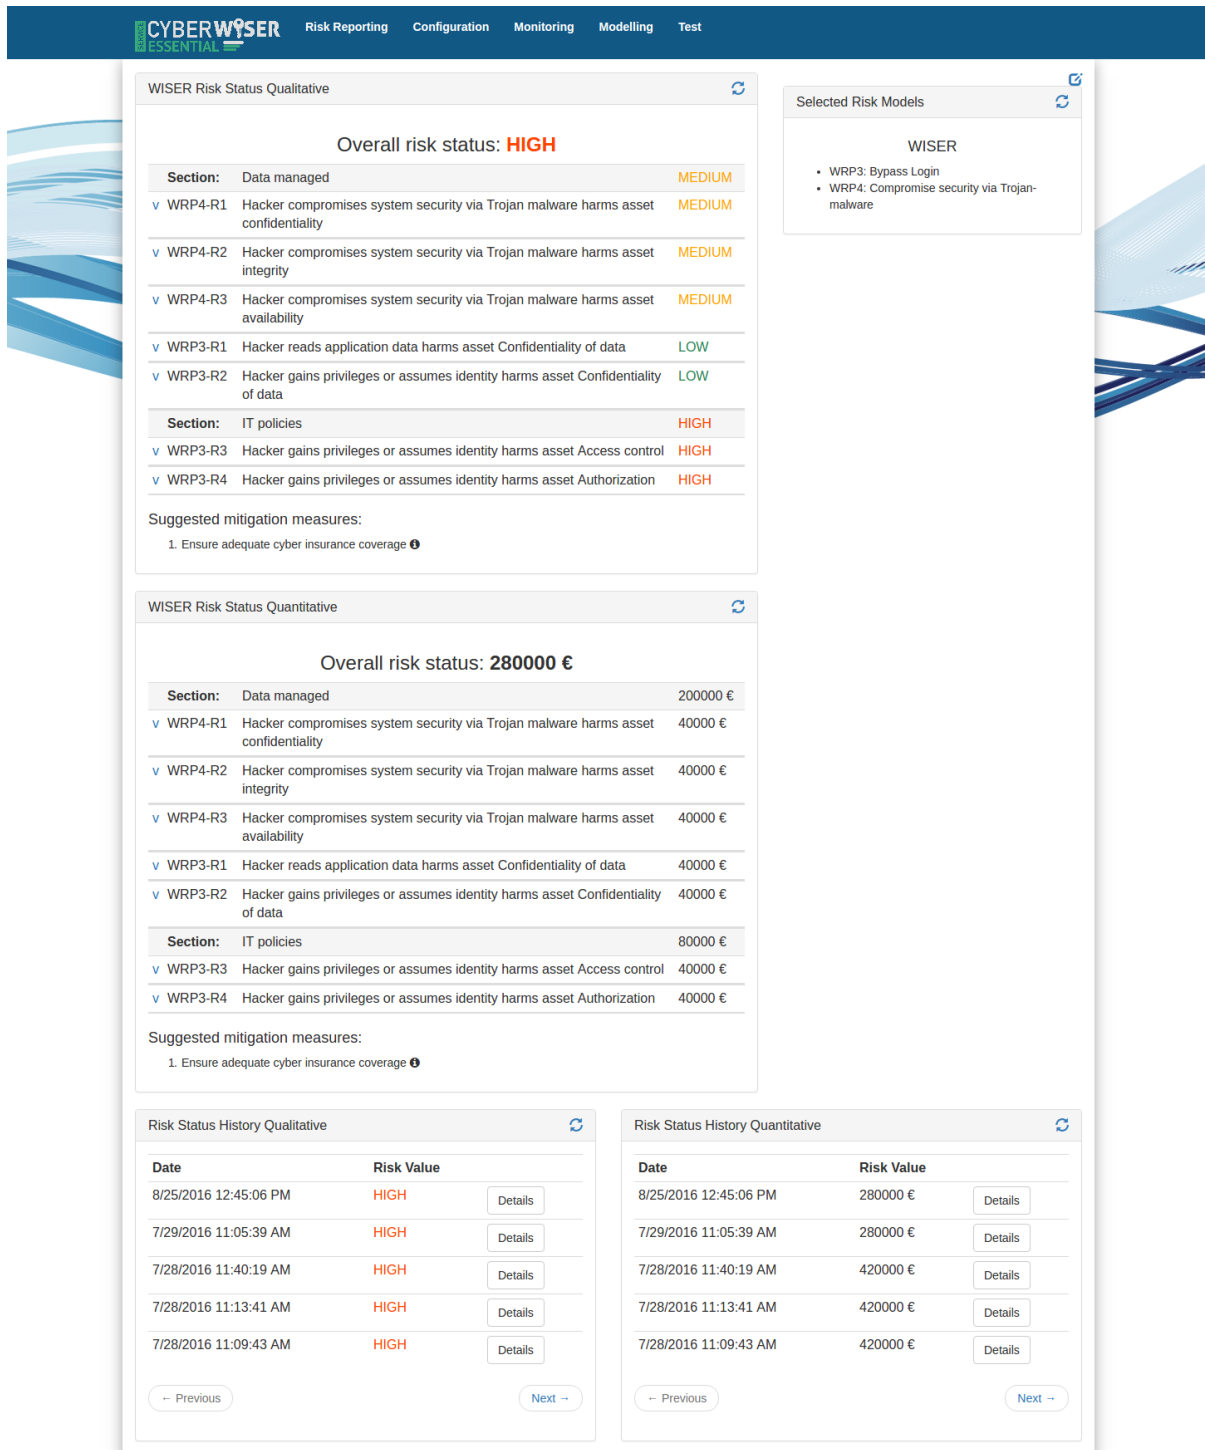 CYBERWISER
ESSENTIAL
Risk Reporting Configuration Monitoring Modelling Test
WISER Risk Status Qualitative
Overall risk status: HIGH
Section: Data managed MEDIUM
v WRP4-R1 Hacker compromises system security via Trojan malware harms asset MEDIUM
confidentiality
v WRP4-R2 Hacker compromises system security via Trojan malware harms asset MEDIUM
integrity
v WRP4-R3 Hacker compromises system security via Trojan malware harms asset MEDIUM
availability
v WRP3-R1 Hacker reads application data harms asset Confidentiality of data LOW
v WRP3-R2 Hacker gains privileges or assumes identity harms asset Confidentiality LOW
of data
Section: IT policies HIGH
v WRP3-R3 Hacker gains privileges or assumes identity harms asset Access control HIGH
v WRP3-R4 Hacker gains privileges or assumes identity harms asset Authorization HIGH
Suggested mitigation measures:
1. Ensure adequate cyber insurance coverage
Selected Risk Models
WISER
• WRP3: Bypass Login
• WRP4: Compromise security via Trojan-
malware
WISER Risk Status Quantitative
Overall risk status: 280000 €
Section: Data managed 200000 €
v WRP4-R1 Hacker compromises system security via Trojan malware harms asset 40000 €
confidentiality
v WRP4-R2 Hacker compromises system security via Trojan malware harms asset 40000 €
integrity
v WRP4-R3 Hacker compromises system security via Trojan malware harms asset 40000 €
availability
v WRP3-R1 Hacker reads application data harms asset Confidentiality of data 40000 €
v WRP3-R2 Hacker gains privileges or assumes identity harms asset Confidentiality 40000 €
of data
Section: IT policies 80000 €
v WRP3-R3 Hacker gains privileges or assumes identity harms asset Access control 40000 €
v WRP3-R4 Hacker gains privileges or assumes identity harms asset Authorization 40000 €
Suggested mitigation measures:
1. Ensure adequate cyber insurance coverage
Risk Status History Qualitative
Date Risk Value
8/25/2016 12:45:06 PM HIGH Details
7/29/2016 11:05:39 AM HIGH Details
7/28/2016 11:40:19 AM HIGH Details
7/28/2016 11:13:41 AM HIGH Details
7/28/2016 11:09:43 AM HIGH Details
← Previous Next →
Risk Status History Quantitative
Date Risk Value
8/25/2016 12:45:06 PM 280000 € Details
7/29/2016 11:05:39 AM 280000 € Details
7/28/2016 11:40:19 AM 420000 € Details
7/28/2016 11:13:41 AM 420000 € Details
7/28/2016 11:09:43 AM 420000 € Details
← Previous Next →